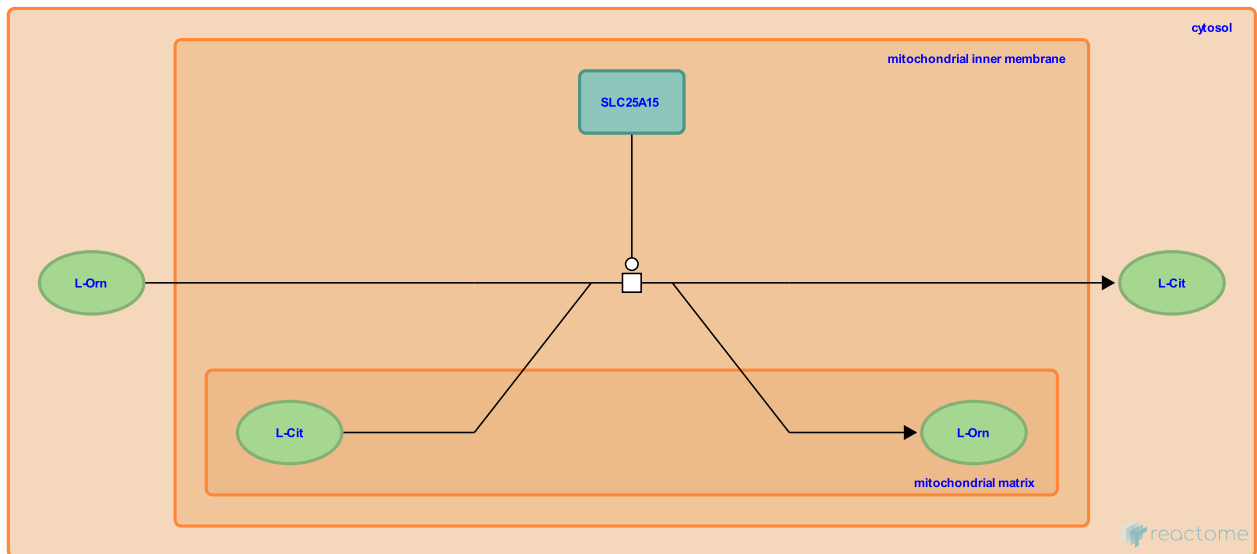 cytosol
mitochondrial inner membrane
SLC25A15
L-Orn
L-Cit
L-Cit
L-Orn
mitochondrial matrix
reactome